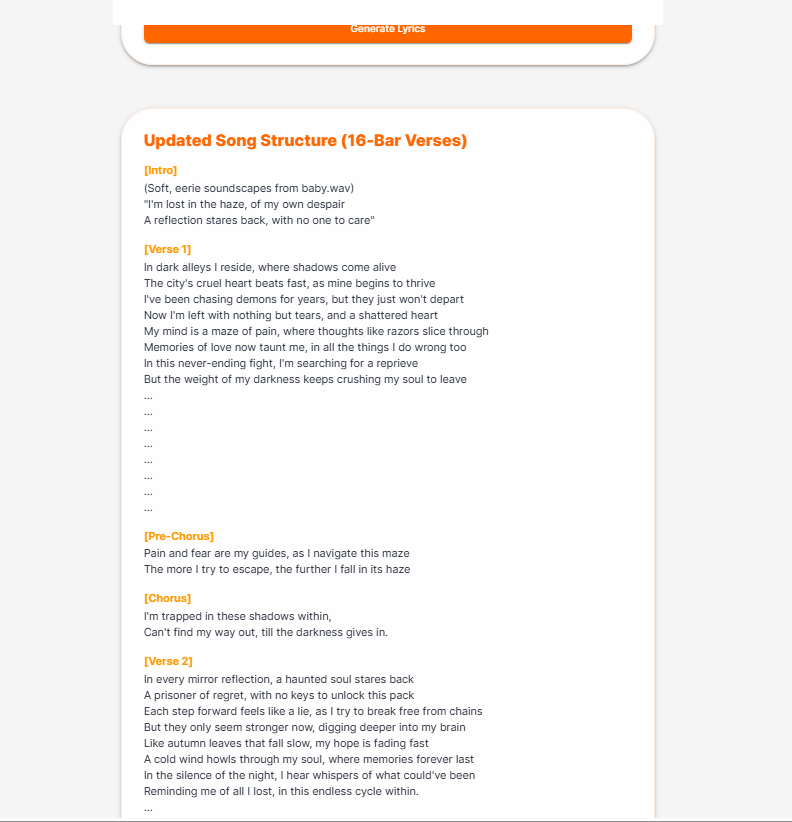 Generate Lyrics
Updated Song Structure (16-Bar Verses)
[Intro]
(Soft, eerie soundscapes from baby.wav)
"I'm lost in the haze, of my own despair
A reflection stares back, with no one to care"
[Verse 1]
In dark alleys I reside, where shadows come alive
The city's cruel heart beats fast, as mine begins to thrive
I've been chasing demons for years, but they just won't depart
Now I'm left with nothing but tears, and a shattered heart
My mind is a maze of pain, where thoughts like razors slice through
Memories of love now taunt me, in all the things I do wrong too
In this never-ending fight, I'm searching for a reprieve
But the weight of my darkness keeps crushing my soul to leave
...
...
...
...
...
...
...
...
[Pre-Chorus]
Pain and fear are my guides, as I navigate this maze
The more I try to escape, the further I fall in its haze
[Chorus]
I'm trapped in these shadows within,
Can't find my way out, till the darkness gives in.
[Verse 2]
In every mirror reflection, a haunted soul stares back
A prisoner of regret, with no keys to unlock this pack
Each step forward feels like a lie, as I try to break free from chains
But they only seem stronger now, digging deeper into my brain
Like autumn leaves that fall slow, my hope is fading fast
A cold wind howls through my soul, where memories forever last
In the silence of the night, I hear whispers of what could've been
Reminding me of all I lost, in this endless cycle within.
...